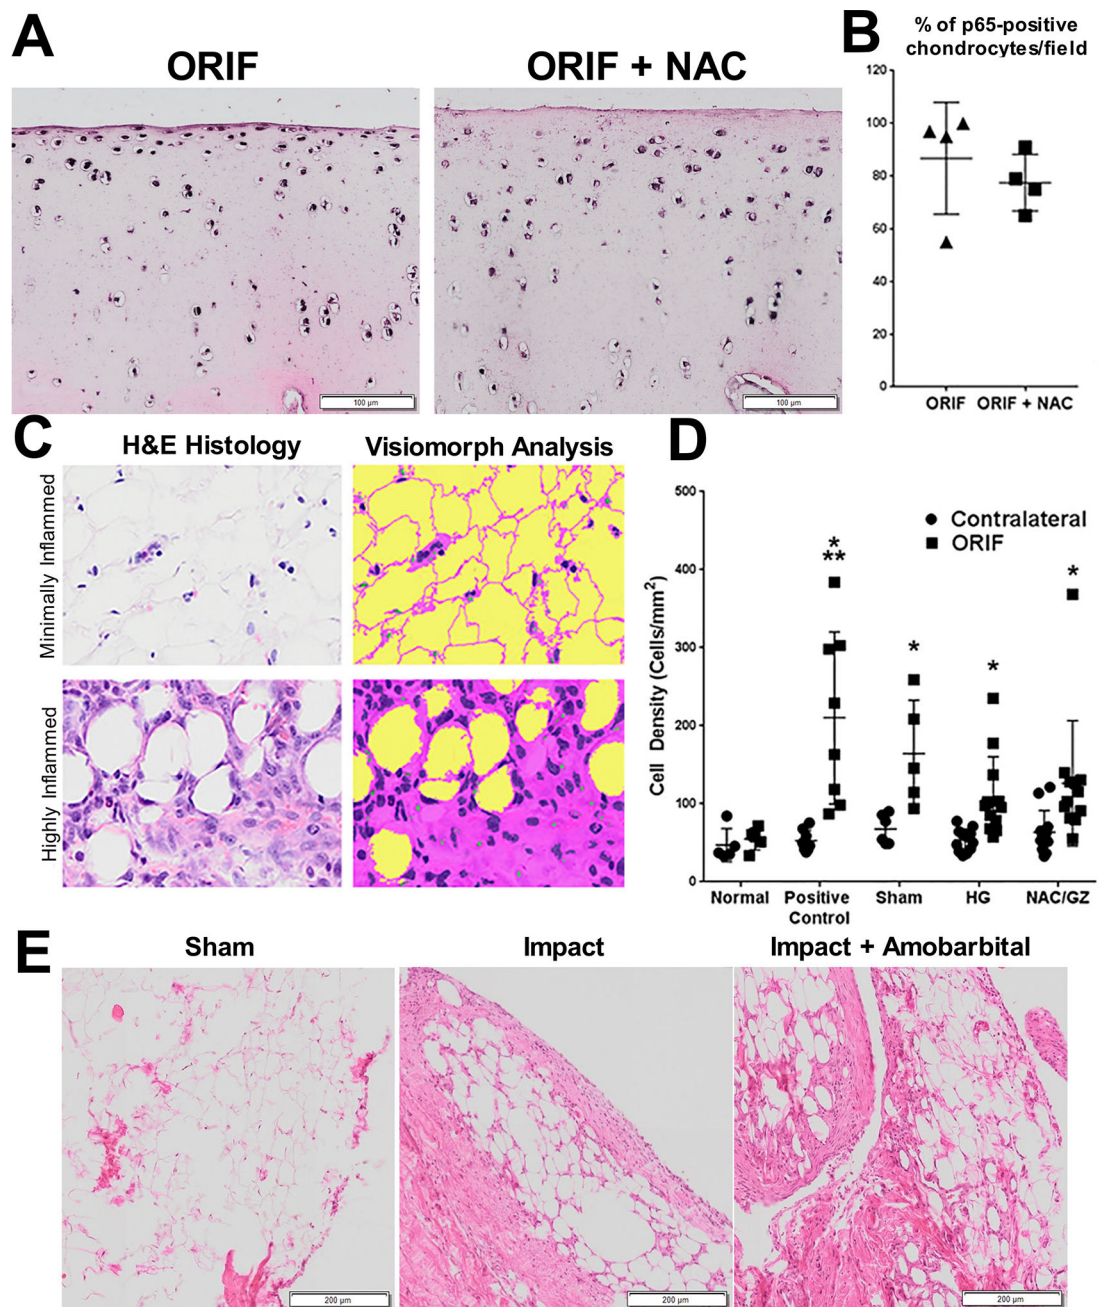 A
ORIF
ORIF + NAC
100 µm
100 µm
B
% of p65-positive
chondrocytes/field
120
100
80
60
40
20
0
ORIF
ORIF + NAC
C
H&E Histology
Visiomorph Analysis
Minimally Inflammed
Highly Inflammed
D
Cell Density (Cells/mm²)
500
400
300
200
100
0
Contralateral
ORIF
*
**
*
*
*
Normal
Positive
Control
Sham
HG
NAC/GZ
E
Sham
Impact
Impact + Amobarbital
200 µm
200 µm
200 µm